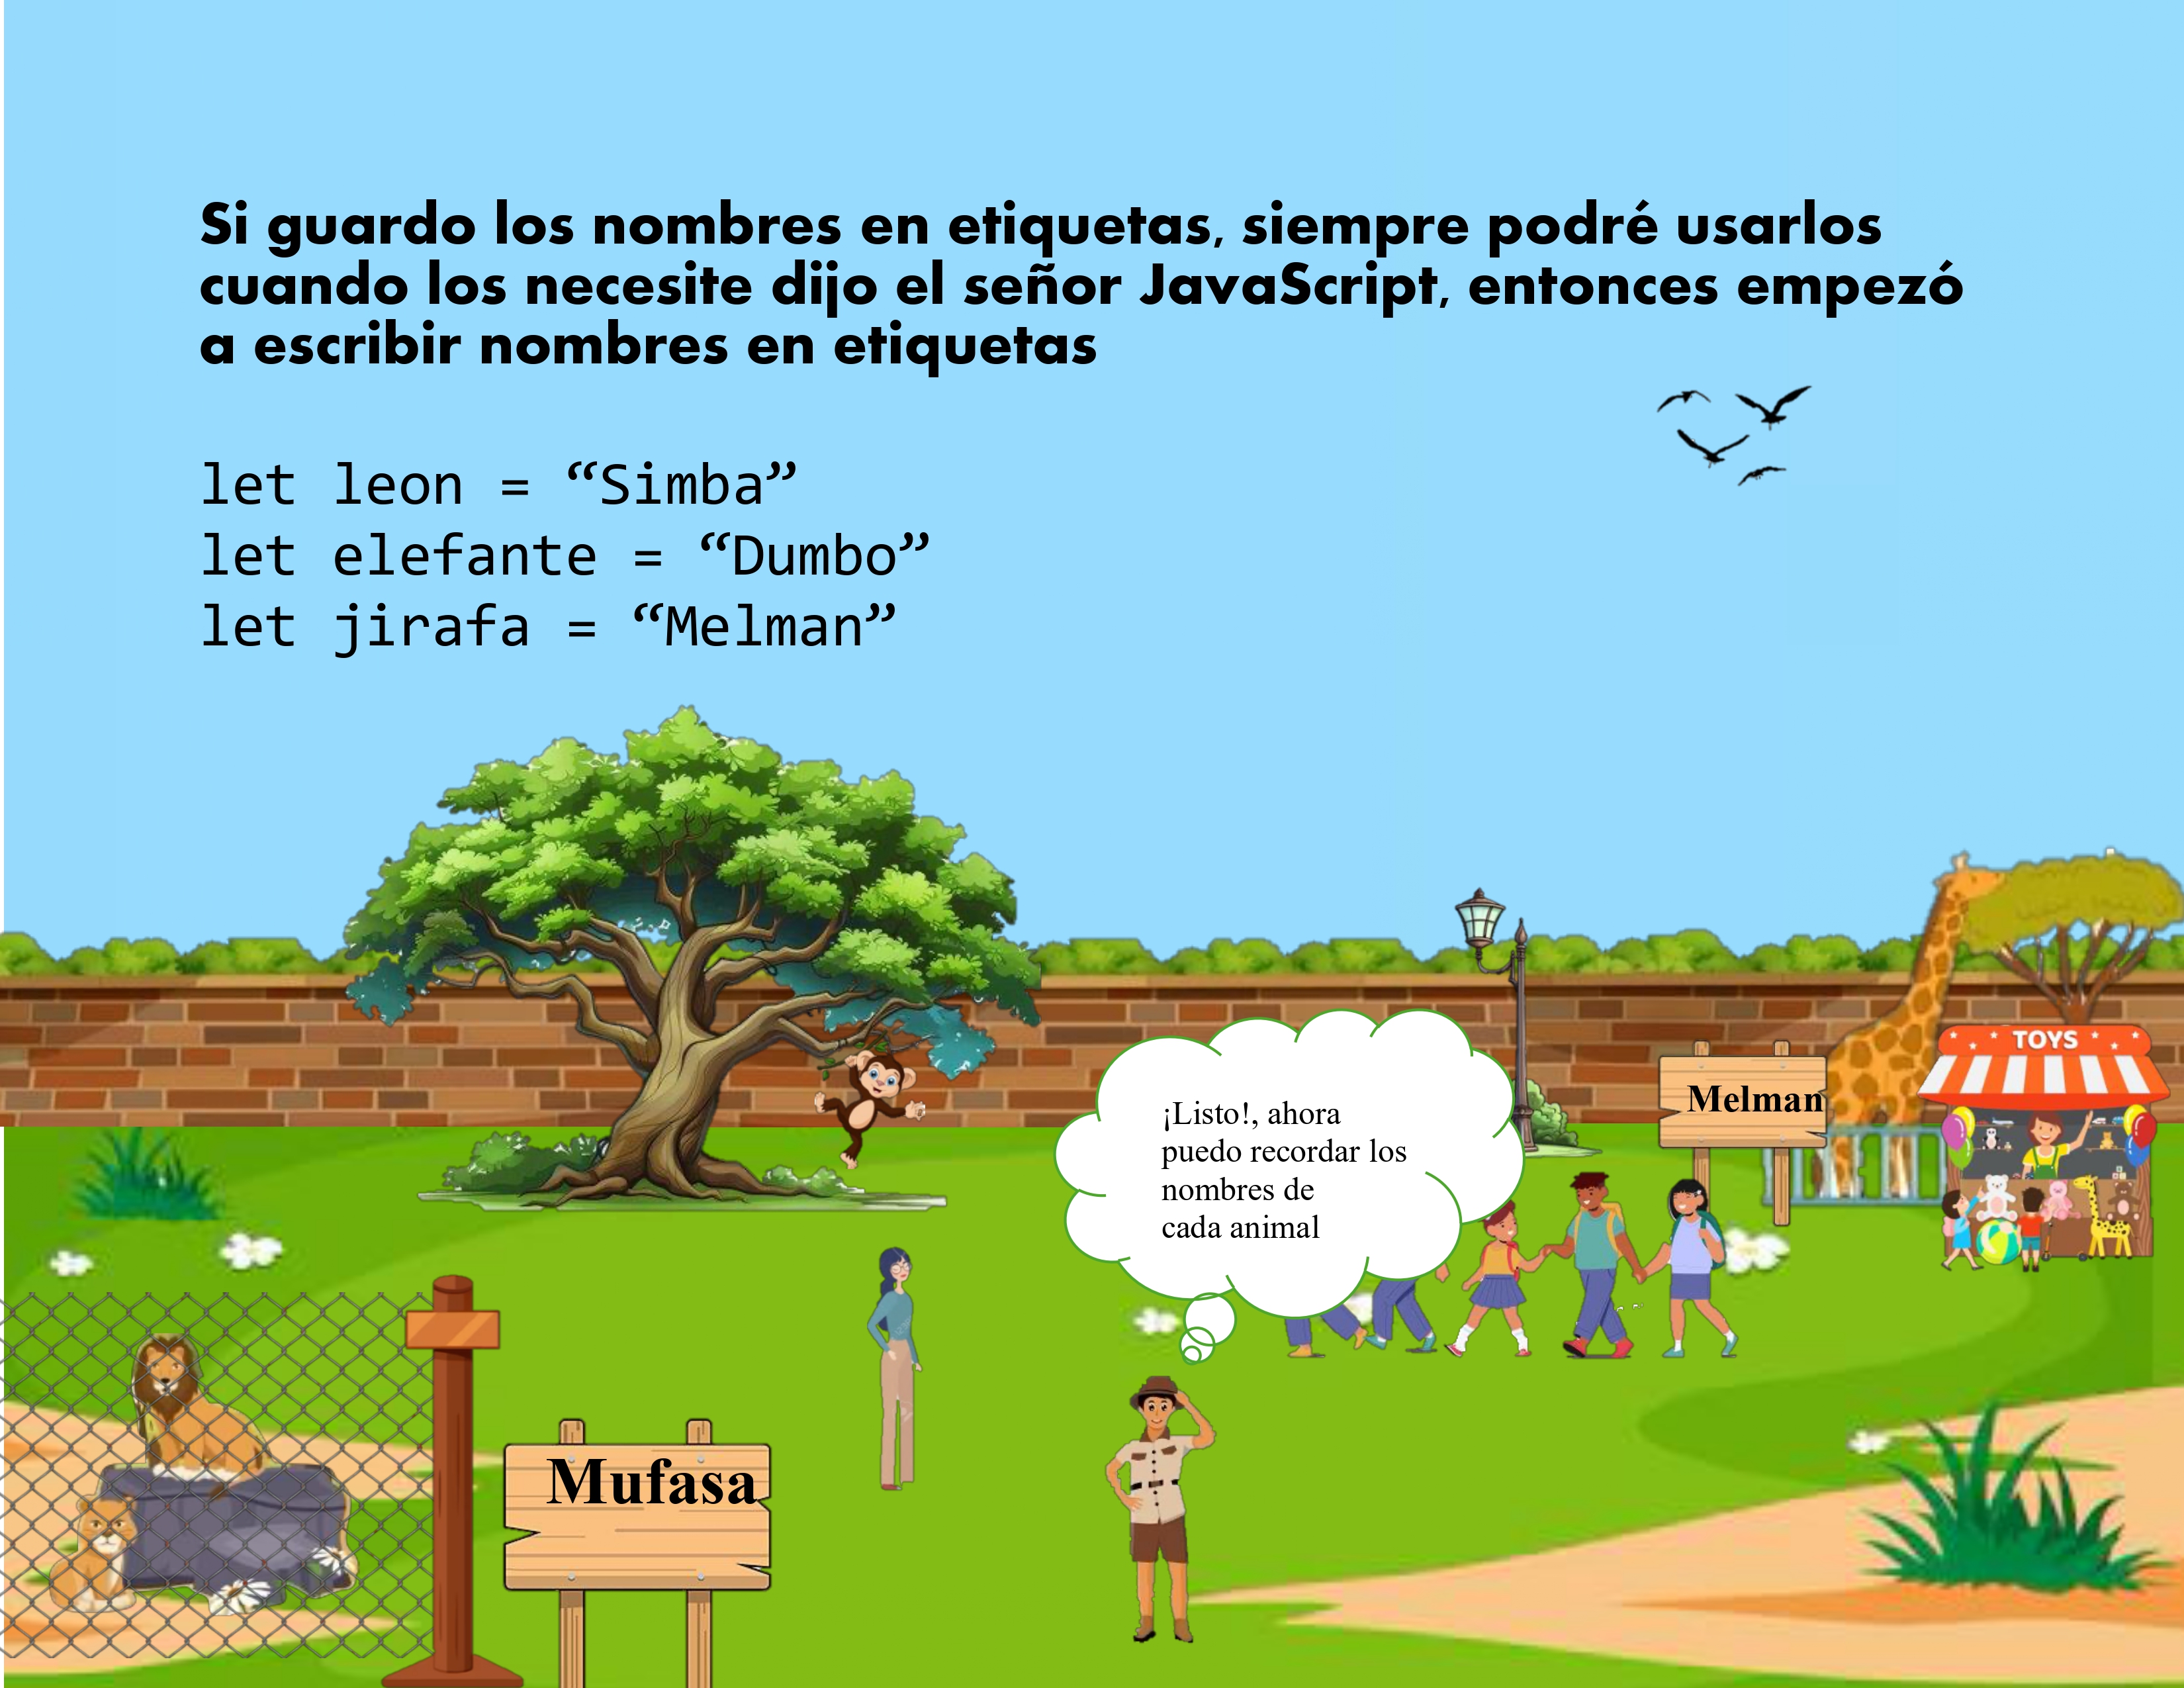 Si guardo los nombres en etiquetas, siempre podré usarlos
cuando los necesite dijo el señor JavaScript, entonces empezó
a escribir nombres en etiquetas
let leon = “Simba”
let elefante = “Dumbo”
let jirafa = “Melman”
TOYS
Melman
¡Listo!, ahora
puedo recordar los
nombres de
cada animal
Mufasa